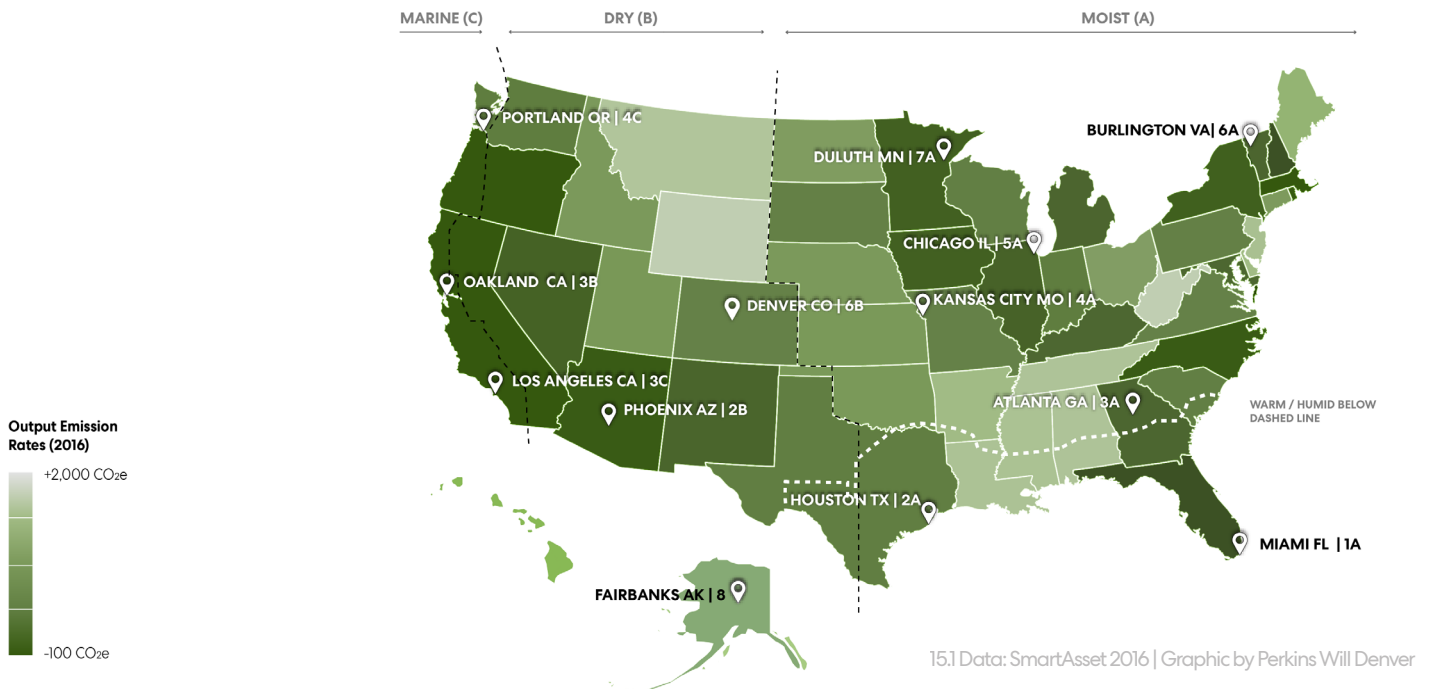 MARINE (C)
DRY (B)
MOIST (A)
PORTLAND OR | 4C
BURLINGTON VA| 6A
DULUTH MN | 7A
CHICAGO IL | 5A
OAKLAND CA | 3B
DENVER CO | 6B
KANSAS CITY MO | 4A
LOS ANGELES CA | 3C
PHOENIX AZ | 2B
ATLANTA GA | 3A
WARM / HUMID BELOW
DASHED LINE
Output Emission
Rates (2016)
+2,000 CO₂e
HOUSTON TX | 2A
MIAMI FL | 1A
FAIRBANKS AK | 8
-100 CO₂e
15.1 Data: SmartAsset 2016 | Graphic by Perkins Will Denver